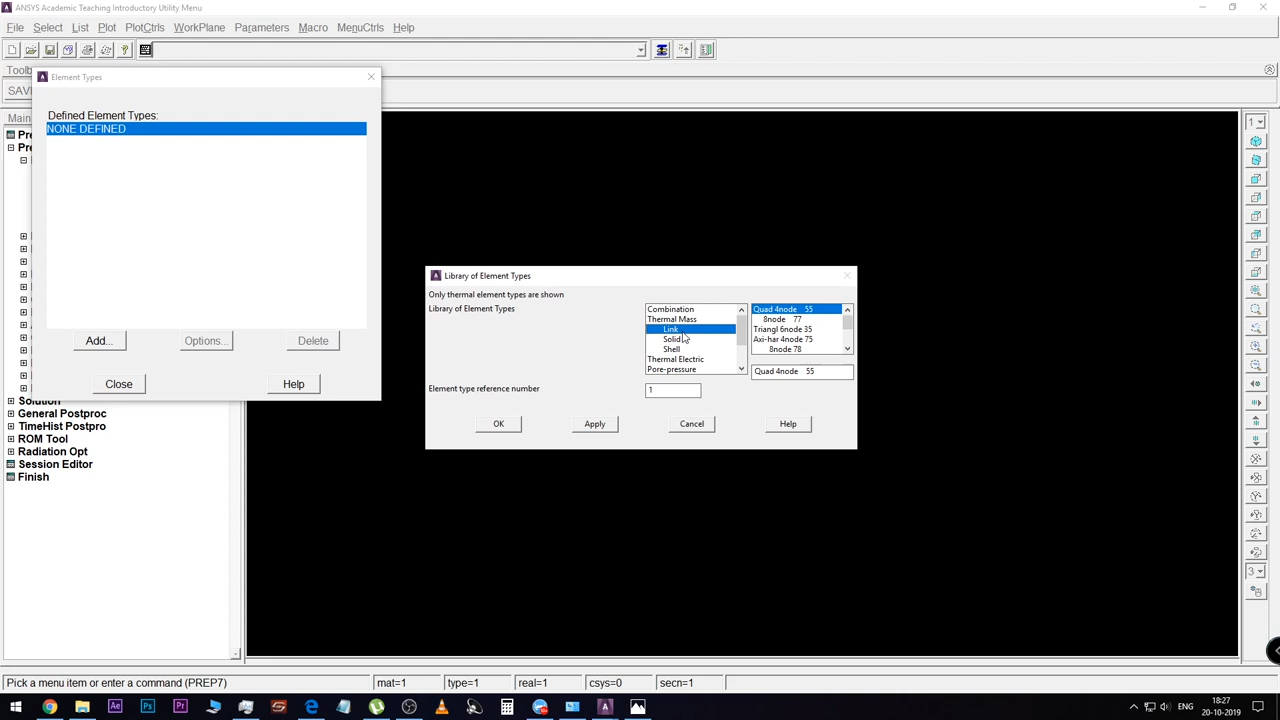 ANSYS Academic Teaching Introductory Utility Menu
File Select List Plot PlotCtrls WorkPlane Parameters Macro MenuCtrls Help
Element Types
Defined Element Types:
NONE DEFINED
Add... Options... Delete
Close Help
Solution
General Postproc
TimeHist Postpro
ROM Tool
Radiation Opt
Session Editor
Finish
Library of Element Types
Only thermal element types are shown
Library of Element Types
Combination
Thermal Mass
Link
Solid
Shell
Thermal Electric
Pore-pressure
Quad 4node 55
8node 77
Triangl 6node 35
Axi-har 4node 75
8node 78
Quad 4node 55
Element type reference number
1
OK Apply Cancel Help
1
3
Pick a menu item or enter a command (PREP7)
mat=1 type=1 real=1 csys=0 secn=1
Ae Ps Pr
ENG
18:27
20-10-2019